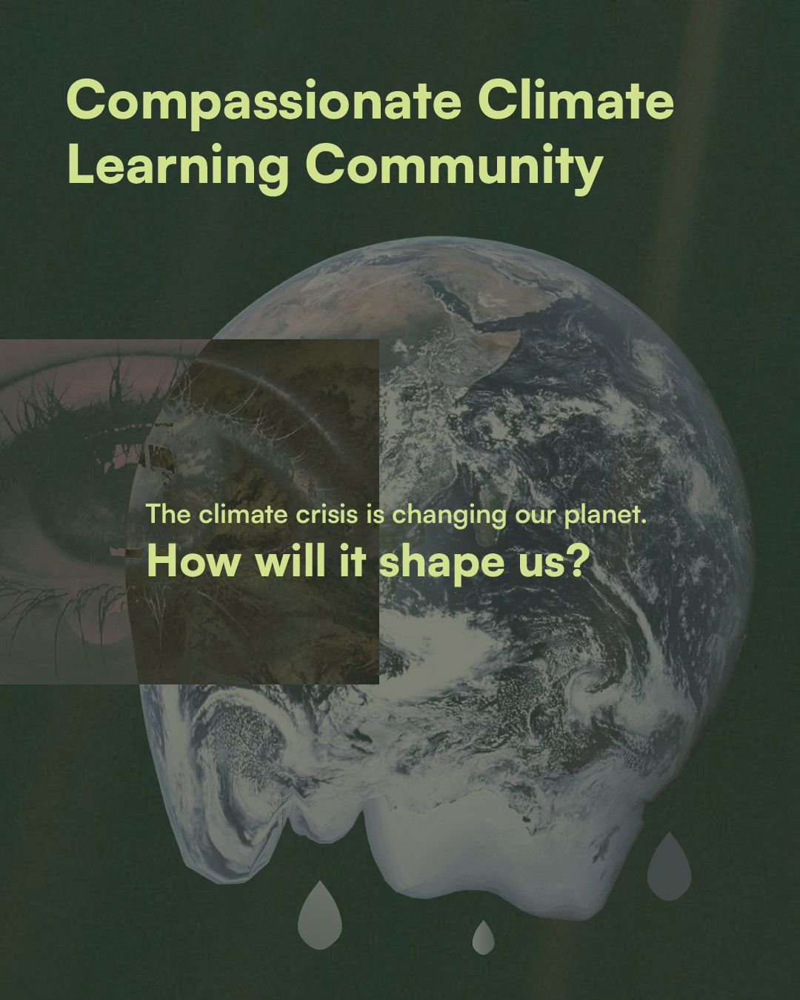 Compassionate Climate
Learning Community
The climate crisis is changing our planet.
How will it shape us?